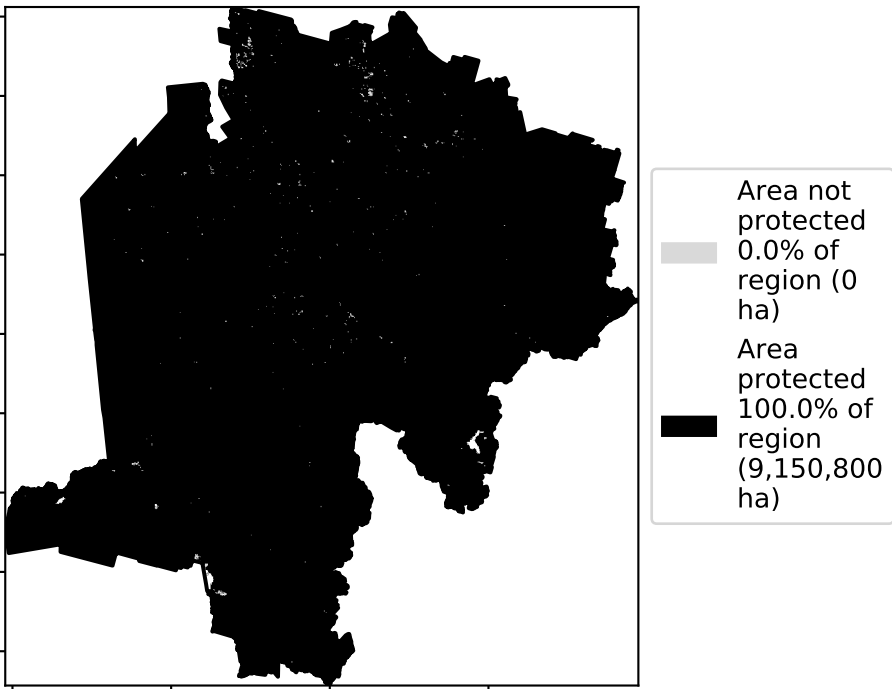 Area not
protected
0.0% of
region (0
ha)
Area
protected
100.0% of
region
(9,150,800
ha)